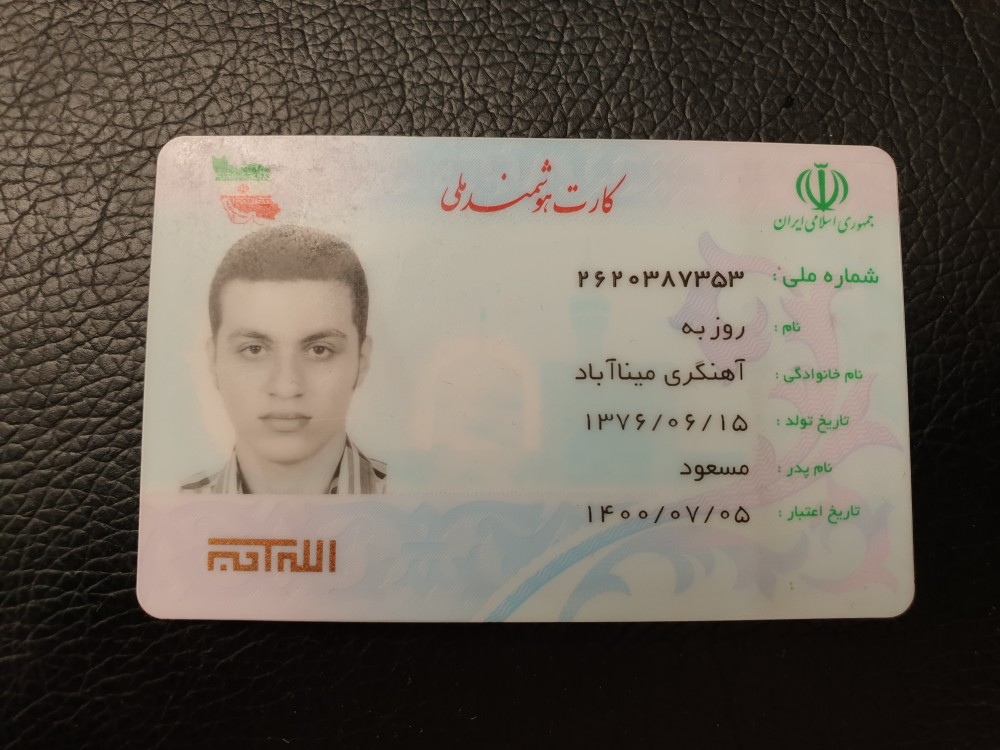 کارت هوشمند ملی
جمهوری اسلامی ایران
شماره ملی: ۲۶۲۰۳۸۷۳۵۳
نام: روزبه
نام خانوادگی: آهنگری میناآباد
تاریخ تولد: ۱۳۷۶/۰۶/۱۵
نام پدر: مسعود
تاریخ اعتبار: ۱۴۰۰/۰۷/۰۵
الله اکبر